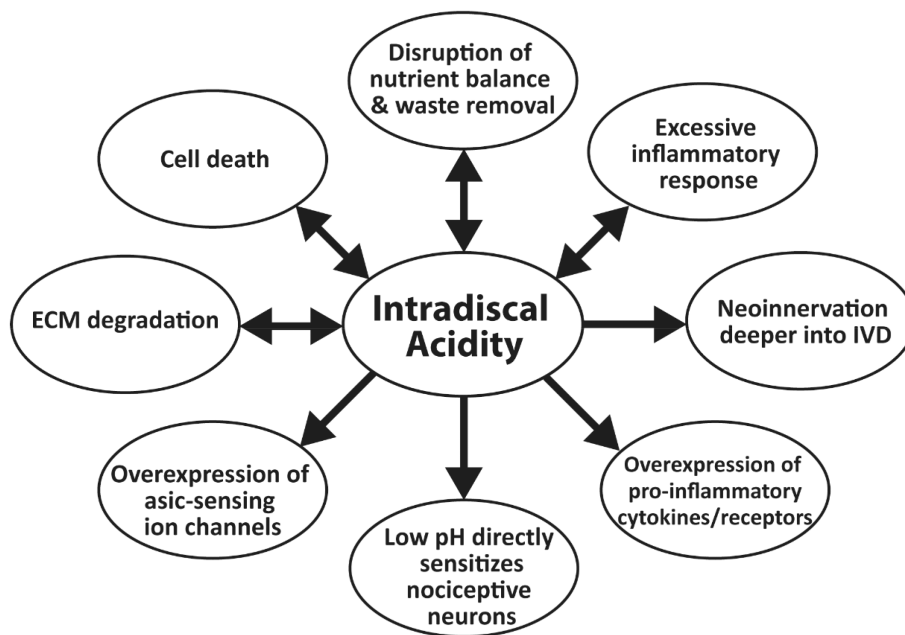 Disruption of
nutrient balance
& waste removal
Cell death
Excessive
inflammatory
response
ECM degradation
Intradiscal
Acidity
Neoinnervation
deeper into IVD
Overexpression of
asic-sensing
ion channels
Low pH directly
sensitizes
nociceptive
neurons
Overexpression of
pro-inflammatory
cytokines/receptors